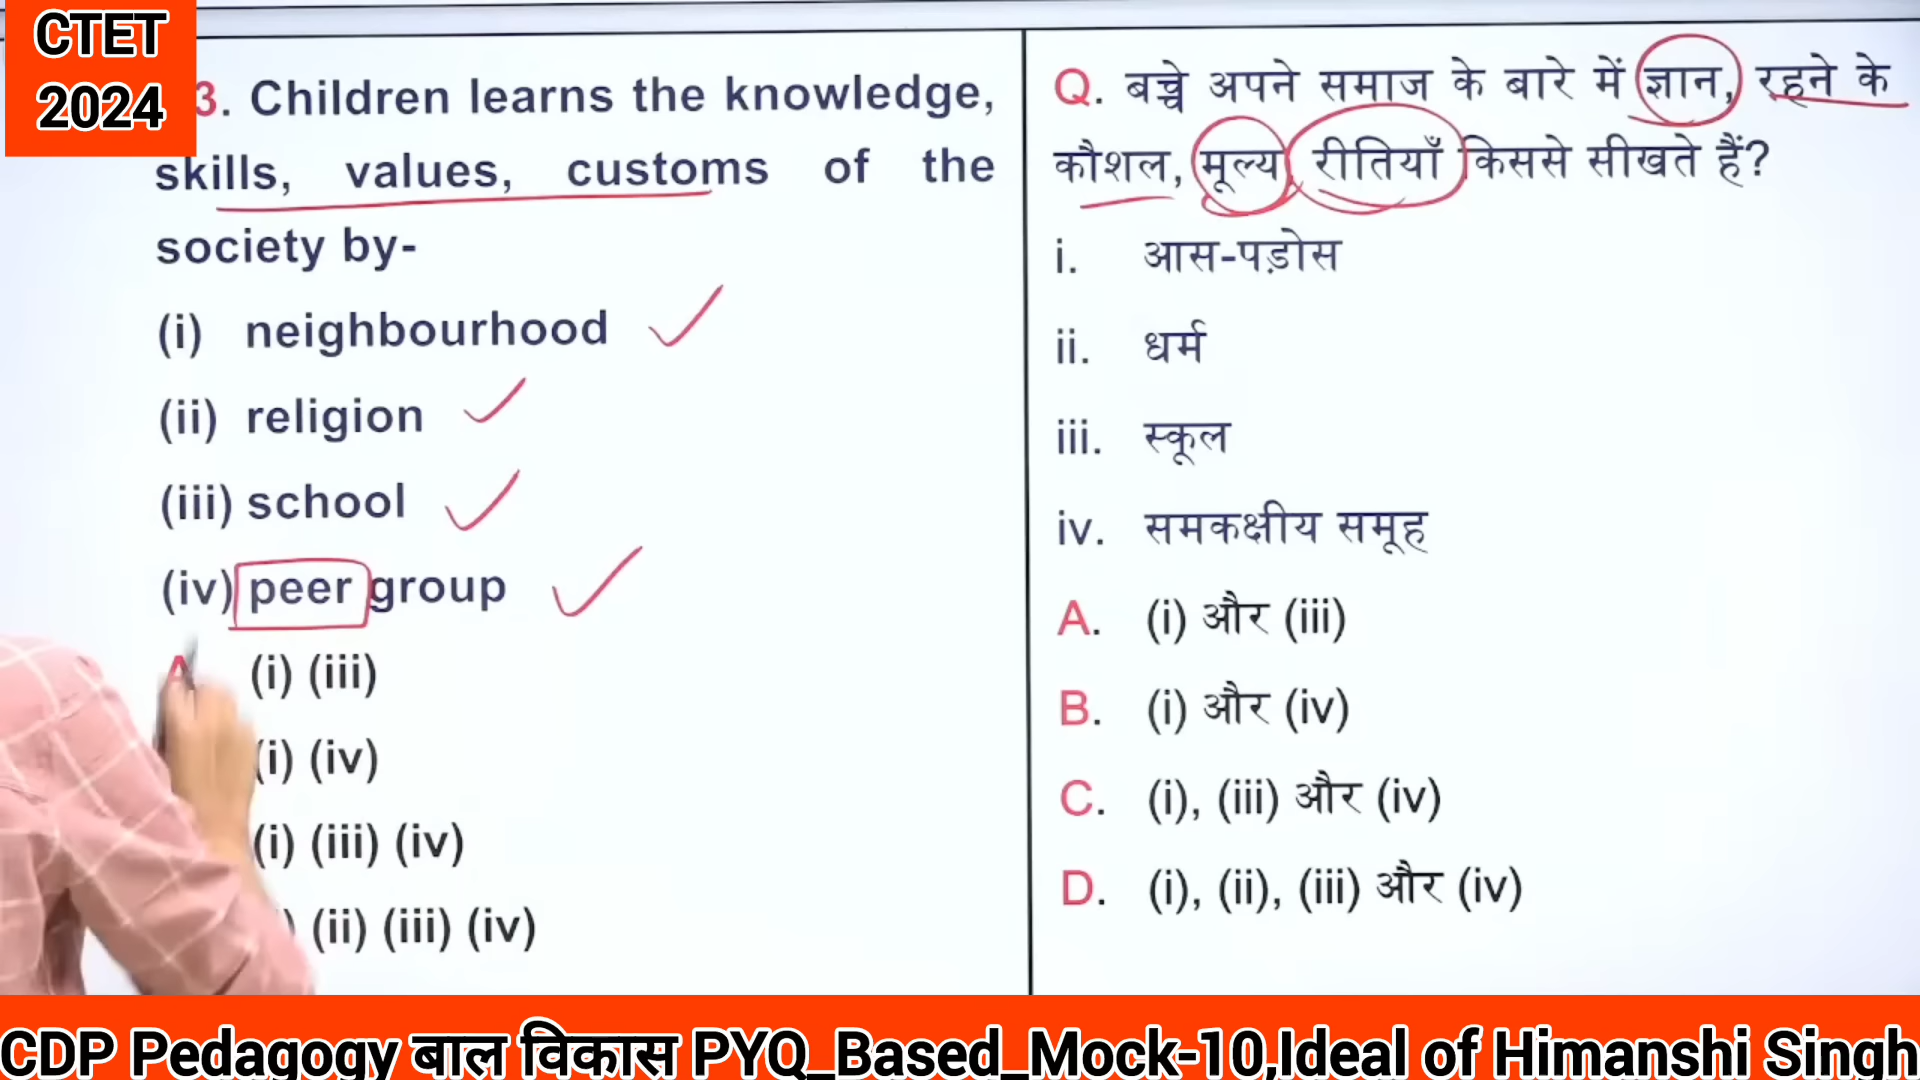 CTET
2024
3. Children learns the knowledge,
skills, values, customs of the
society by-
(i) neighbourhood
(ii) religion
(iii) school
(iv) peer group
A
(i) (iii)
(i) (iv)
(i) (iii) (iv)
(ii) (iii) (iv)
Q. बच्चे अपने समाज के बारे में ज्ञान, रहने के
कौशल, मूल्य, रीतियाँ किससे सीखते हैं?
i. आस-पड़ोस
ii. धर्म
iii. स्कूल
iv. समकक्षीय समूह
A. (i) और (iii)
B. (i) और (iv)
C. (i), (iii) और (iv)
D. (i), (ii), (iii) और (iv)
CDP Pedagogy बाल विकास PYQ_Based_Mock-10,Ideal of Himanshi Singh